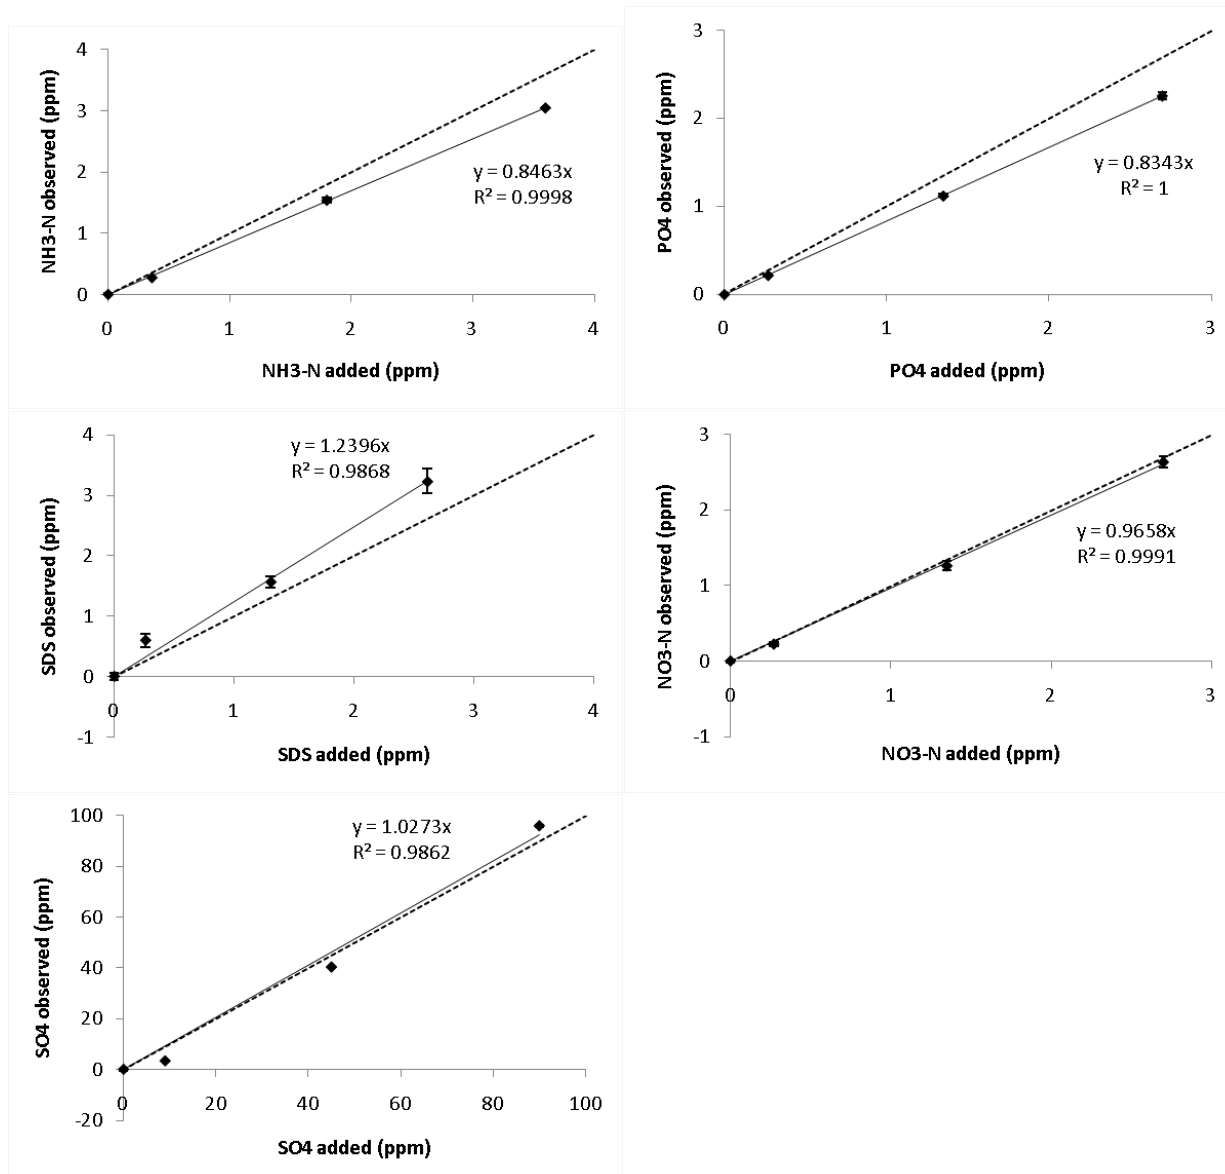 4
3
2
1
0
NH3-N observed (ppm)
y = 0.8463x
R² = 0.9998
0 1 2 3 4
NH3-N added (ppm)
3
2
1
0
PO4 observed (ppm)
y = 0.8343x
R² = 1
0 1 2 3
PO4 added (ppm)
4
3
2
1
0
-1
SDS observed (ppm)
y = 1.2396x
R² = 0.9868
0 1 2 3 4
SDS added (ppm)
3
2
1
0
-1
NO3-N observed (ppm)
y = 0.9658x
R² = 0.9991
0 1 2 3
NO3-N added (ppm)
100
80
60
40
20
0
-20
SO4 observed (ppm)
y = 1.0273x
R² = 0.9862
0 20 40 60 80 100
SO4 added (ppm)